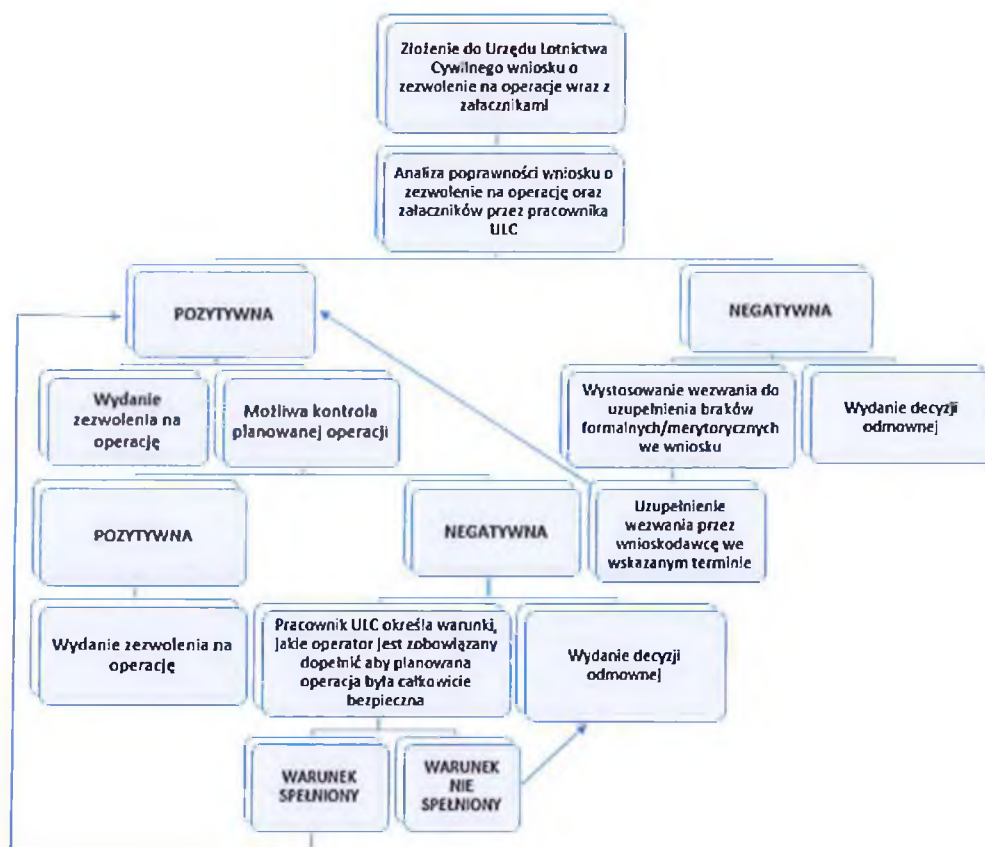 Złożenie do Urzędu Lotnictwa
Cywilnego wniosku o
zezwolenie na operacje wraz z
załacznikami
Analiza poprawności wniosku o
zezwolenie na operację oraz
załaczników przez pracownika
ULC
POZYTYWNA
NEGATYWNA
Wydanie
zezwolenia na
operację
Możliwa kontrola
planowanej operacji
Wystosowanie wezwania do
uzupełnienia braków
formalnych/merytorycznych
we wniosku
Wydanie decyzji
odmownej
POZYTYWNA
NEGATYWNA
Uzupełnienie
wezwania przez
wnioskodawcę we
wskazanym terminie
Wydanie zezwolenia na
operację
Pracownik ULC określa warunki,
jakie operator jest zobowiązany
dopełnić aby planowana
operacja była całkowicie
bezpieczna
Wydanie decyzji
odmownej
WARUNEK
SPEŁNIONY
WARUNEK
NIE
SPEŁNIONY